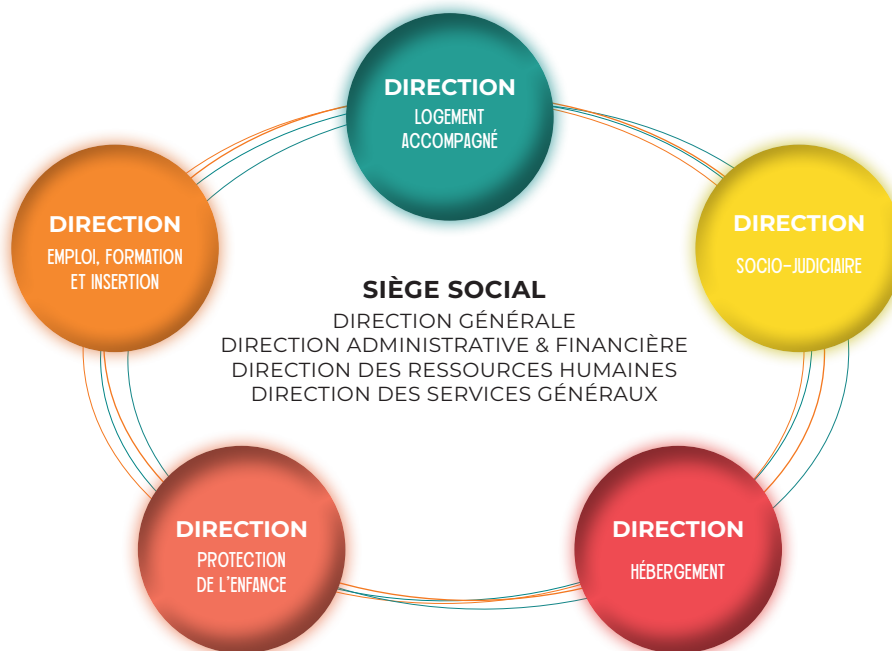 DIRECTION
LOGEMENT
ACCOMPAGNÉ
DIRECTION
EMPLOI, FORMATION
ET INSERTION
DIRECTION
SOCIO-JUDICIAIRE
SIÈGE SOCIAL
DIRECTION GÉNÉRALE
DIRECTION ADMINISTRATIVE & FINANCIÈRE
DIRECTION DES RESSOURCES HUMAINES
DIRECTION DES SERVICES GÉNÉRAUX
DIRECTION
PROTECTION
DE L'ENFANCE
DIRECTION
HÉBERGEMENT